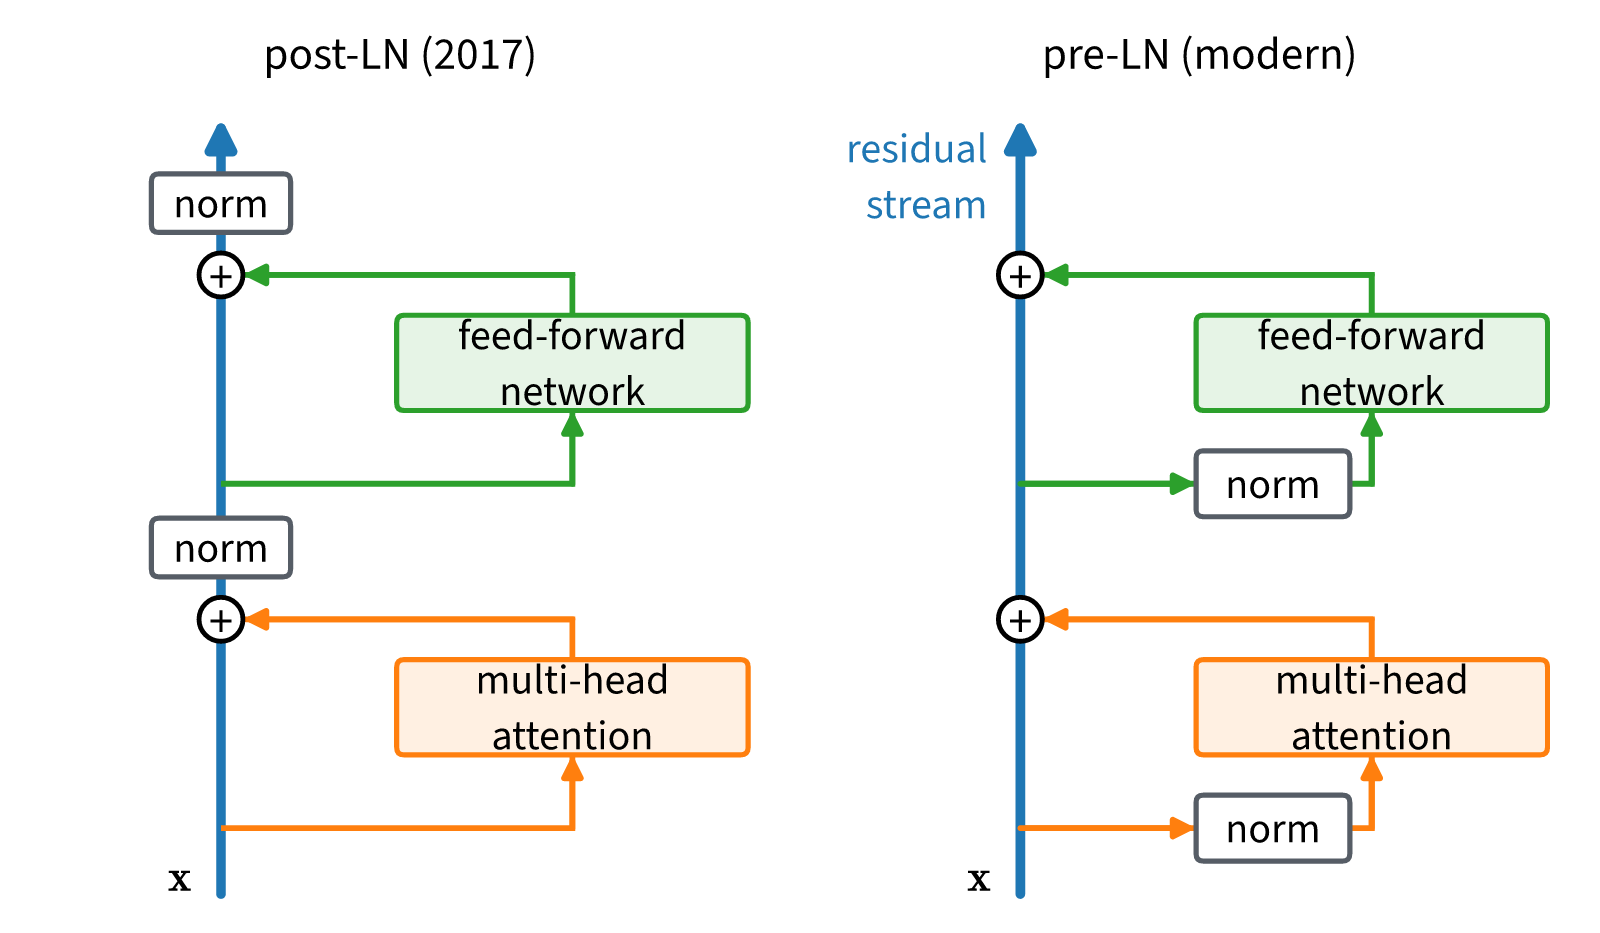 post-LN (2017)
norm
+
feed-forward
network
norm
+
multi-head
attention
x
pre-LN (modern)
residual
stream
+
feed-forward
network
norm
+
multi-head
attention
norm
x